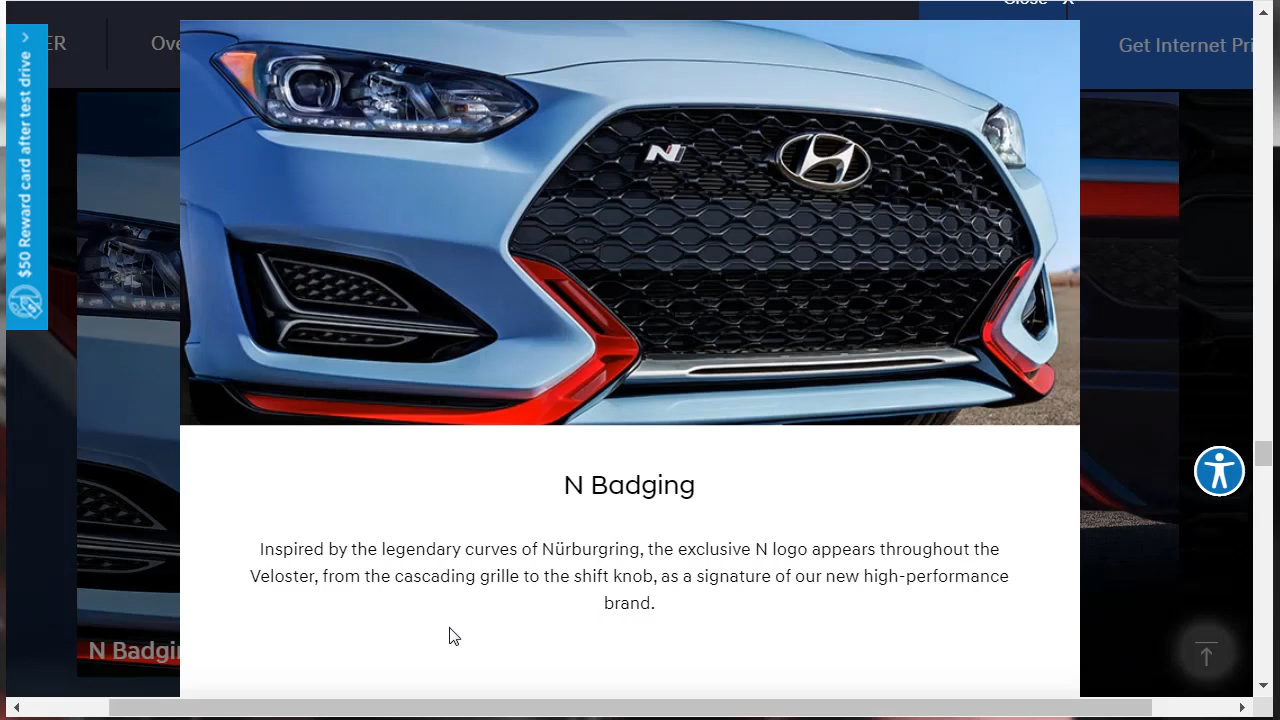 Close X
ER
Ove
Get Internet Pri
$50 Reward card after test drive
N
N Badging
Inspired by the legendary curves of Nürburgring, the exclusive N logo appears throughout the
Veloster, from the cascading grille to the shift knob, as a signature of our new high-performance
brand.
N Badgi